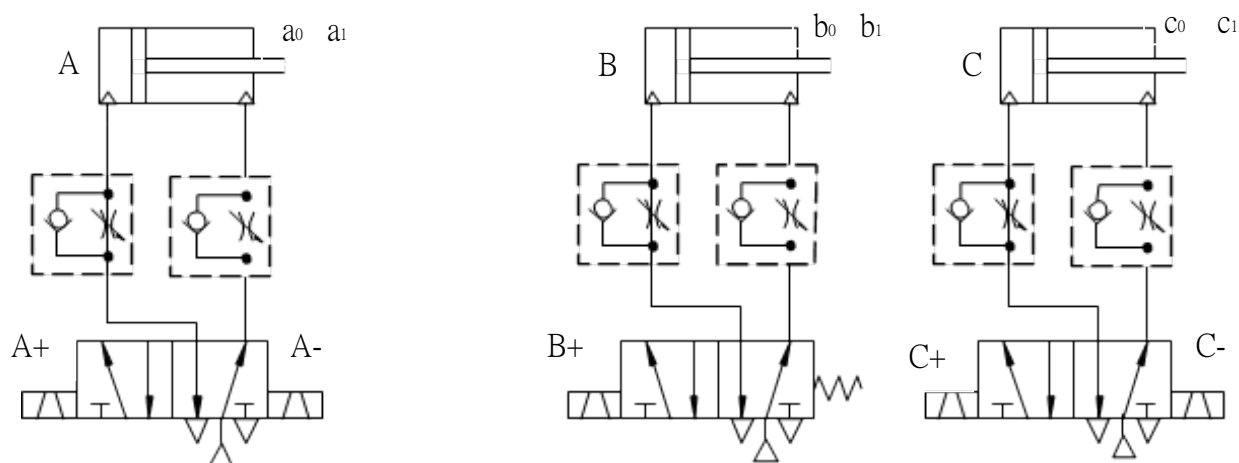 a₀ a₁
b₀ b₁
c₀ c₁
A
B
C
A+
A-
B+
C+
C-